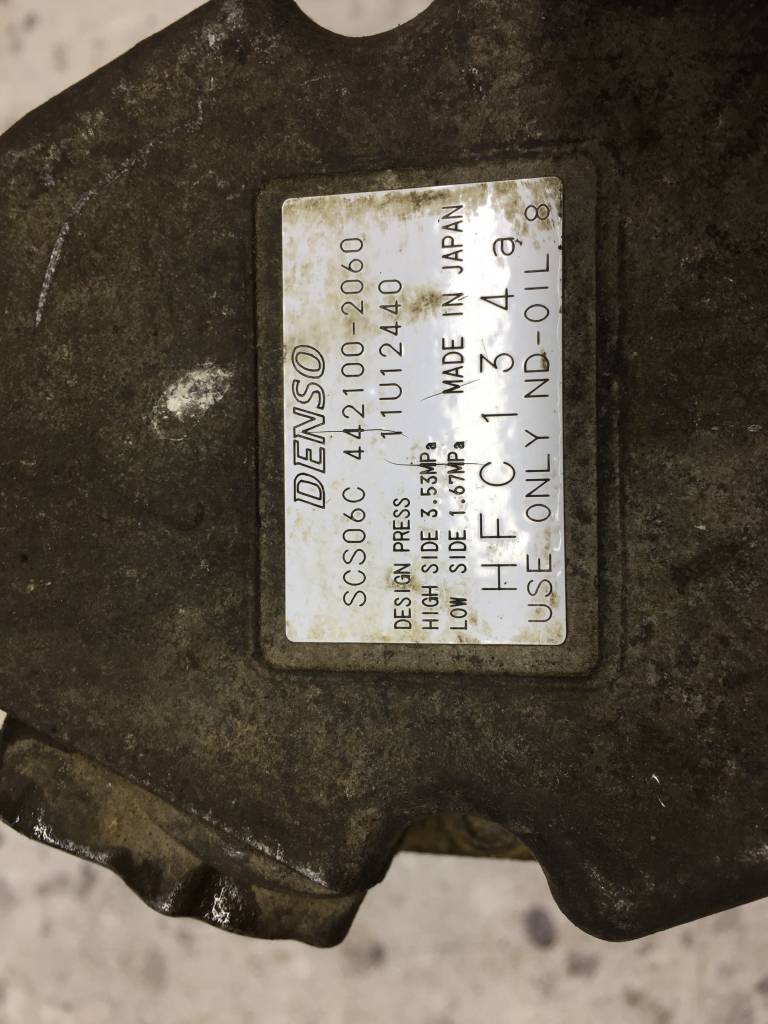 DENSO
SCS06C 442100-2060
11U12440
DESIGN PRESS
HIGH SIDE 3.53MPa
LOW SIDE 1.67MPa MADE IN JAPAN
HFC134a
USE ONLY ND-OIL 8